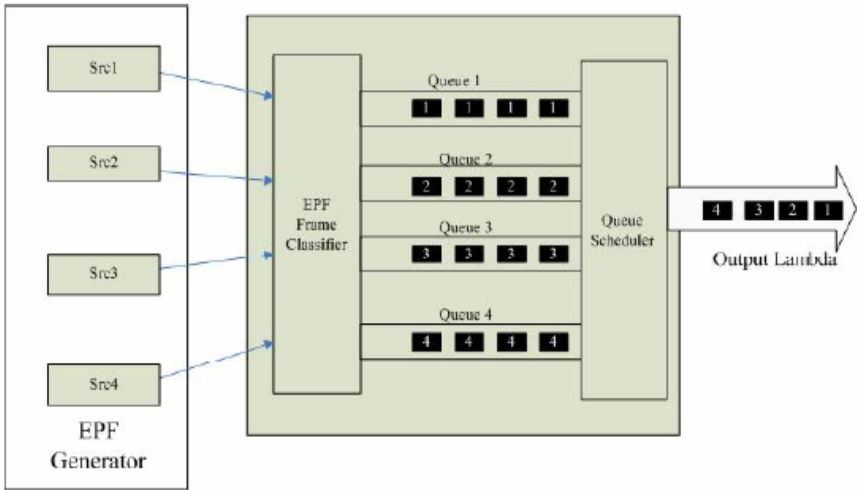 Src1
Src2
Src3
Src4
EPF
Generator
EPF
Frame
Classifier
Queue 1
1 1 1 1
Queue 2
2 2 2 2
Queue 3
3 3 3 3
Queue 4
4 4 4 4
Queue
Scheduler
4 3 2 1
Output Lambda